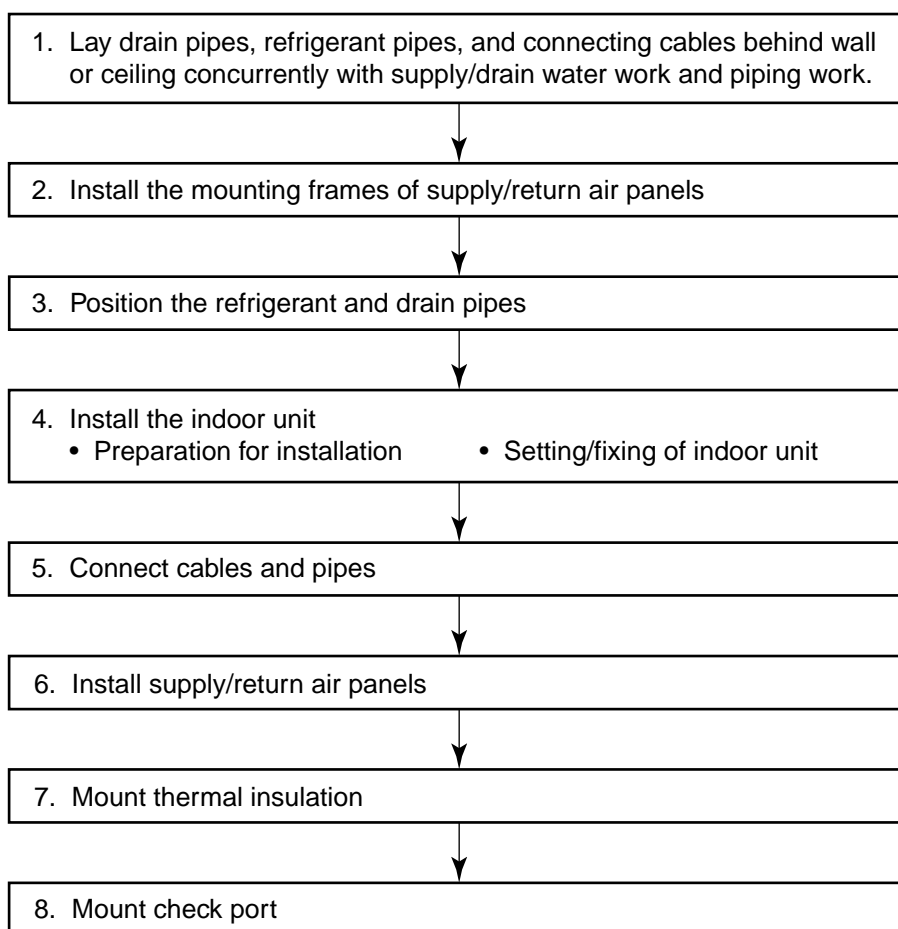 1. Lay drain pipes, refrigerant pipes, and connecting cables behind wall
or ceiling concurrently with supply/drain water work and piping work.
2. Install the mounting frames of supply/return air panels
3. Position the refrigerant and drain pipes
4. Install the indoor unit
• Preparation for installation • Setting/fixing of indoor unit
5. Connect cables and pipes
6. Install supply/return air panels
7. Mount thermal insulation
8. Mount check port